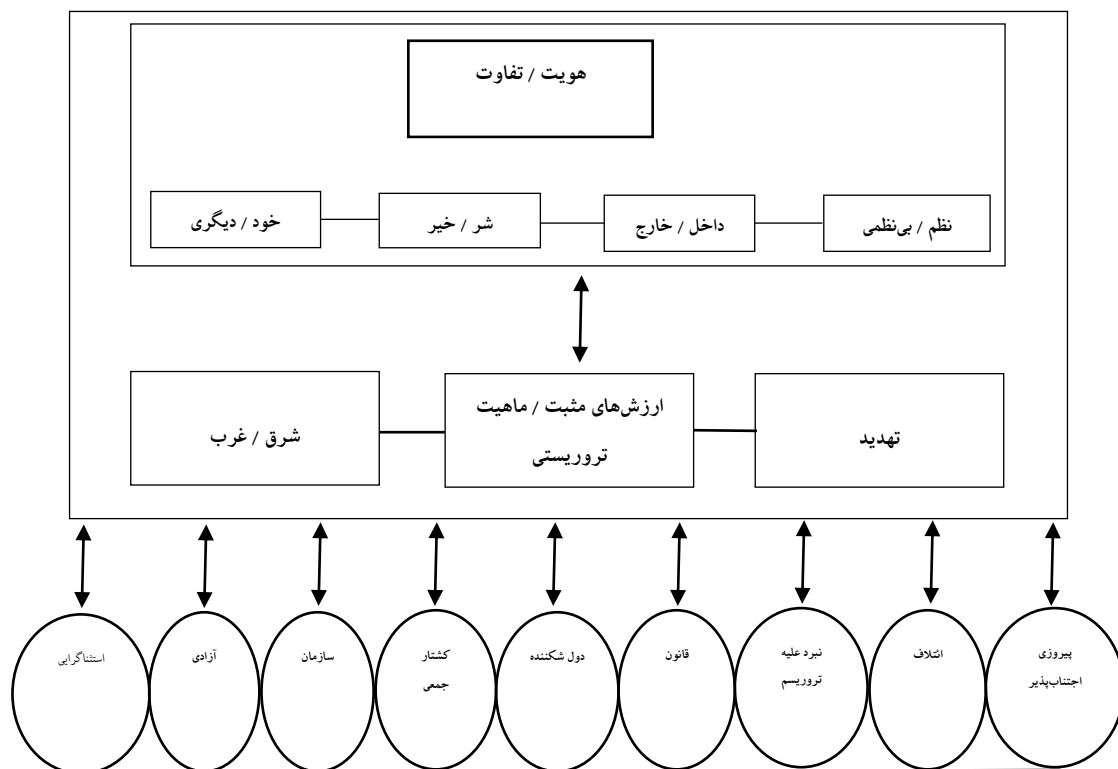 هویت / تفاوت
نظم / بی‌نظمی
داخل / خارج
شر / خیر
خود / دیگری
تهدید
ارزش‌های مثبت / ماهیت
تروریستی
شرق / غرب
پیروزی
اجتناب‌پذیر
ائتلاف
نبرد علیه
تروریسم
قانون
دول شکننده
کشتار
جمعی
سازمان
آزادی
استثناگرایی